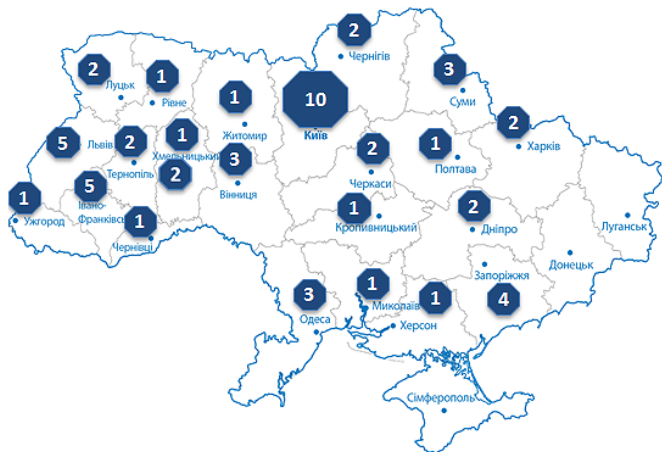 2
Чернігів
2
Луцьк
1
Рівне
1
Житомир
10
Київ
3
Суми
2
Харків
5
Львів
2
Тернопіль
1
Хмельницький
2
3
Вінниця
2
Черкаси
1
Полтава
1
Ужгород
5
Івано-
Франківськ
1
Чернівці
1
Кропивницький
2
Дніпро
Луганськ
Донецьк
Запоріжжя
4
3
Одеса
1
Миколаїв
1
Херсон
Сімферополь